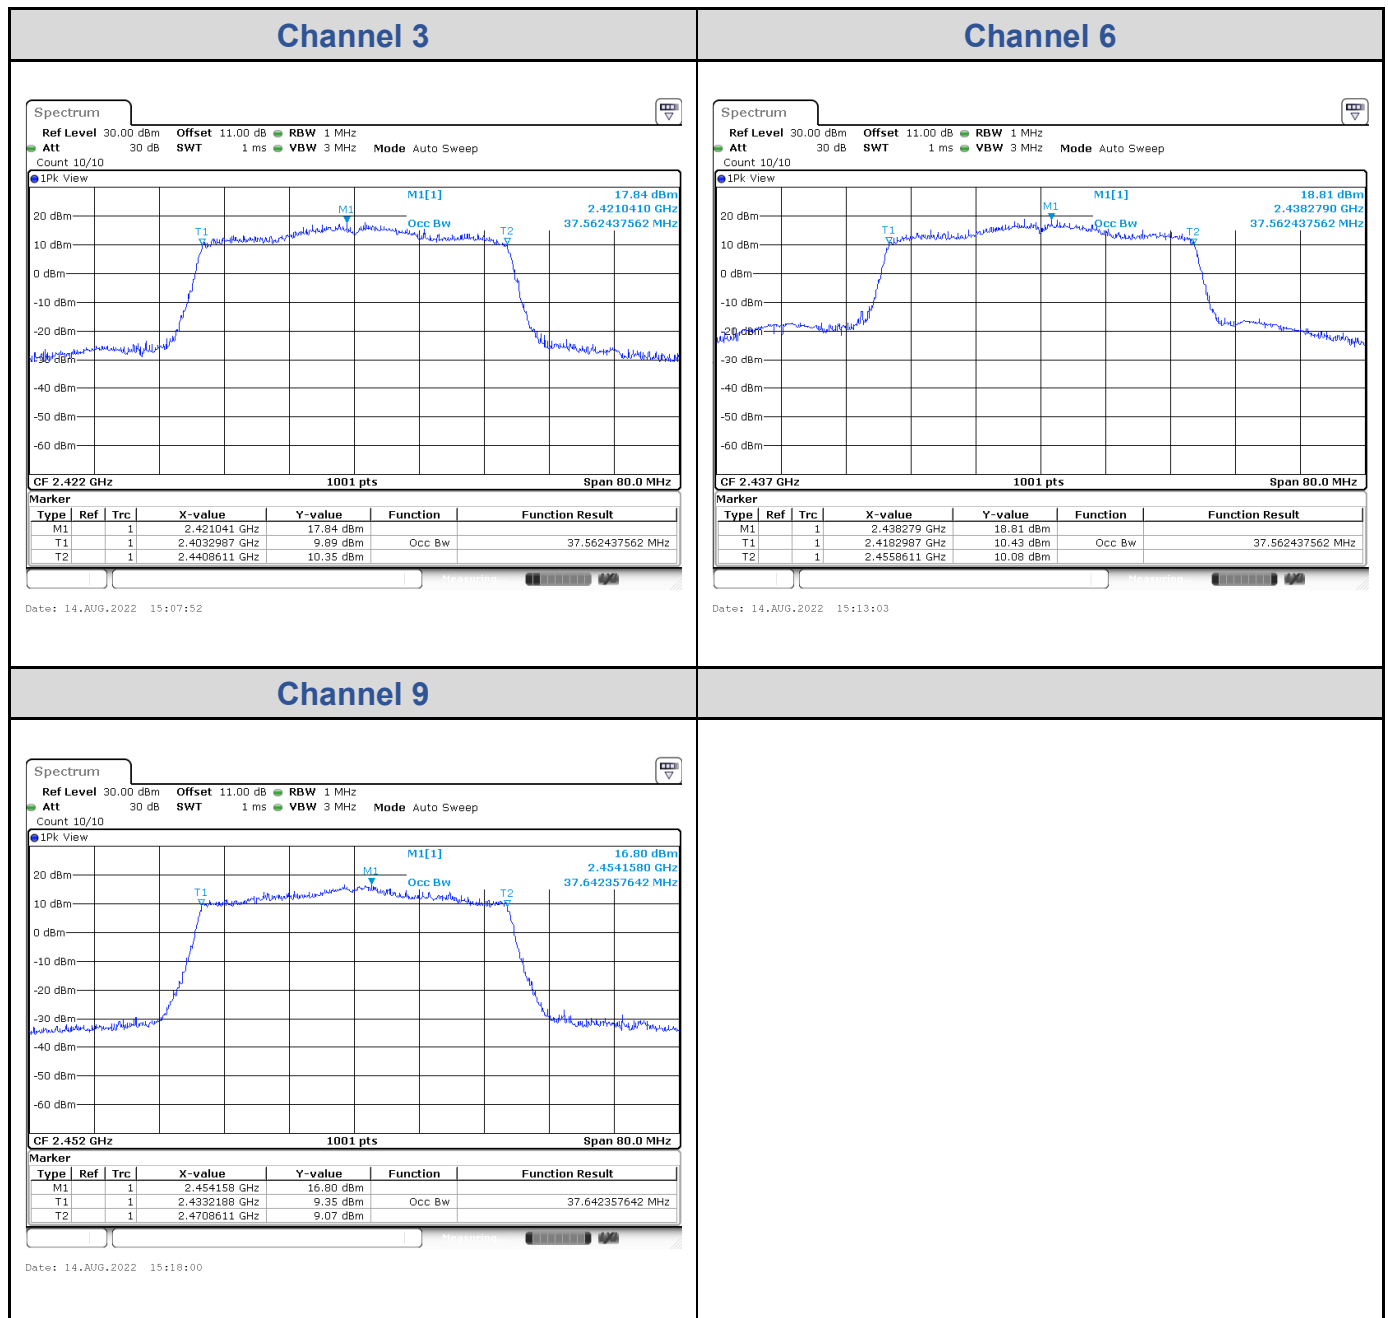 Channel 3
Spectrum
Ref Level 30.00 dBm Offset 11.00 dB RBW 1 MHz
Att 30 dB SWT 1 ms VBW 3 MHz Mode Auto Sweep
Count 10/10
1Pk View
M1[1] 17.84 dBm
2.4210410 GHz
Occ Bw 37.562437562 MHz
M1
T1
T2
20 dBm
10 dBm
0 dBm
-10 dBm
-20 dBm
-30 dBm
-40 dBm
-50 dBm
-60 dBm
CF 2.422 GHz 1001 pts Span 80.0 MHz
Marker
Type Ref Trc X-value Y-value Function Function Result
M1 1 2.421041 GHz 17.84 dBm
T1 1 2.4032987 GHz 9.89 dBm Occ Bw 37.562437562 MHz
T2 1 2.4408611 GHz 10.35 dBm
Measuring
Date: 14.AUG.2022 15:07:52
Channel 6
Spectrum
Ref Level 30.00 dBm Offset 11.00 dB RBW 1 MHz
Att 30 dB SWT 1 ms VBW 3 MHz Mode Auto Sweep
Count 10/10
1Pk View
M1[1] 18.81 dBm
2.4382790 GHz
Occ Bw 37.562437562 MHz
M1
T1
T2
20 dBm
10 dBm
0 dBm
-10 dBm
-20 dBm
-30 dBm
-40 dBm
-50 dBm
-60 dBm
CF 2.437 GHz 1001 pts Span 80.0 MHz
Marker
Type Ref Trc X-value Y-value Function Function Result
M1 1 2.438279 GHz 18.81 dBm
T1 1 2.4182987 GHz 10.43 dBm Occ Bw 37.562437562 MHz
T2 1 2.4558611 GHz 10.08 dBm
Measuring
Date: 14.AUG.2022 15:13:03
Channel 9
Spectrum
Ref Level 30.00 dBm Offset 11.00 dB RBW 1 MHz
Att 30 dB SWT 1 ms VBW 3 MHz Mode Auto Sweep
Count 10/10
1Pk View
M1[1] 16.80 dBm
2.4541580 GHz
Occ Bw 37.642357642 MHz
M1
T1
T2
20 dBm
10 dBm
0 dBm
-10 dBm
-20 dBm
-30 dBm
-40 dBm
-50 dBm
-60 dBm
CF 2.452 GHz 1001 pts Span 80.0 MHz
Marker
Type Ref Trc X-value Y-value Function Function Result
M1 1 2.454158 GHz 16.80 dBm
T1 1 2.4332188 GHz 9.35 dBm Occ Bw 37.642357642 MHz
T2 1 2.4708611 GHz 9.07 dBm
Measuring
Date: 14.AUG.2022 15:18:00